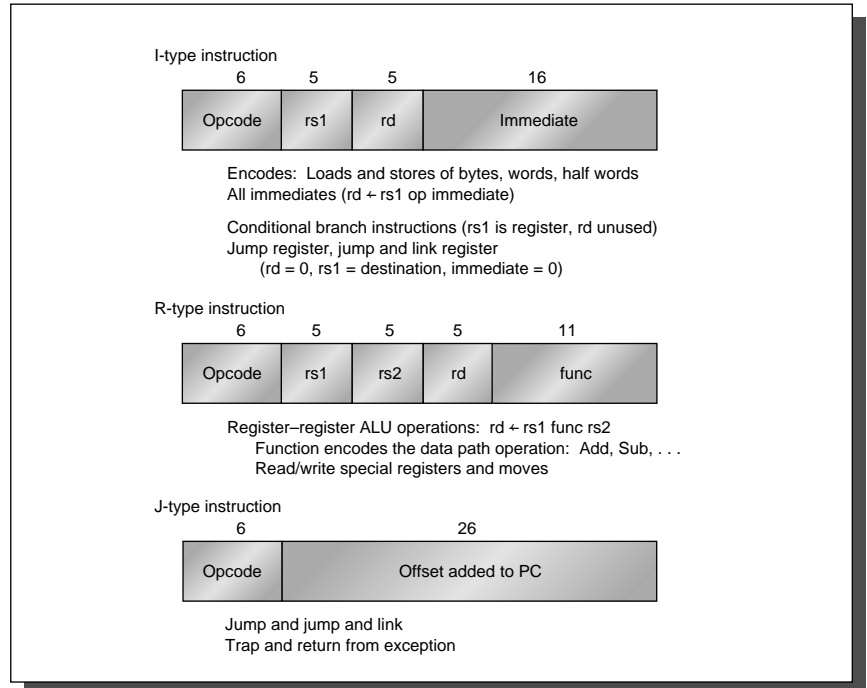 I-type instruction
6 5 5 16
Opcode rs1 rd Immediate
Encodes: Loads and stores of bytes, words, half words
All immediates (rd ← rs1 op immediate)
Conditional branch instructions (rs1 is register, rd unused)
Jump register, jump and link register
(rd = 0, rs1 = destination, immediate = 0)
R-type instruction
6 5 5 5 11
Opcode rs1 rs2 rd func
Register–register ALU operations: rd ← rs1 func rs2
Function encodes the data path operation: Add, Sub, . . .
Read/write special registers and moves
J-type instruction
6 26
Opcode Offset added to PC
Jump and jump and link
Trap and return from exception